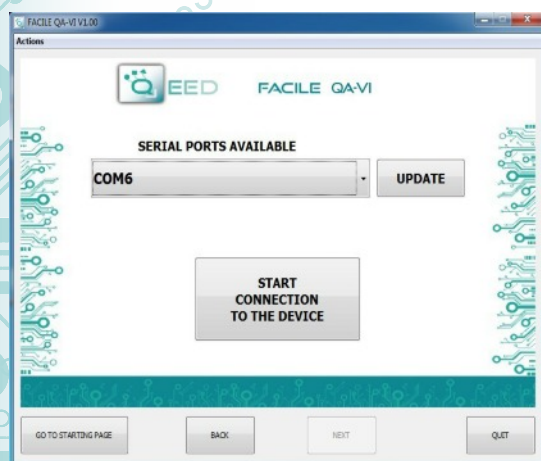 FACILE QA-VI V1.00
Actions
QEED FACILE QA-VI
SERIAL PORTS AVAILABLE
COM6
UPDATE
START
CONNECTION
TO THE DEVICE
GO TO STARTING PAGE
BACK
NEXT
QUIT